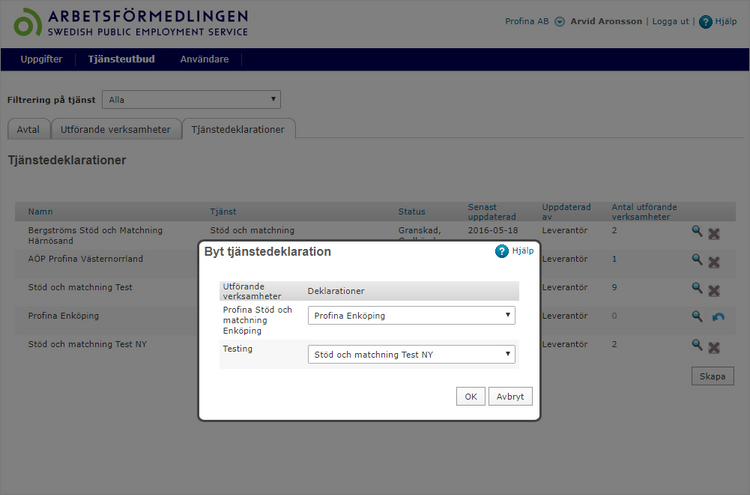 ARBETSFÖRMEDLINGEN
SWEDISH PUBLIC EMPLOYMENT SERVICE
Profina AB Arvid Aronsson | Logga ut | ? Hjälp
Uppgifter Tjänsteutbud Användare
Filtrering på tjänst Alla
Avtal Utförande verksamheter Tjänstedeklarationer
Tjänstedeklarationer
Namn Tjänst Status Senast uppdaterad Uppdaterad av Antal utförande verksamheter
Bergströms Stöd och Matchning Härnösand Stöd och matchning Granskad, 2016-05-18 Leverantör 2
AÖP Profina Västernorrland Leverantör 1
Stöd och matchning Test Leverantör 9
Profina Enköping Leverantör 0
Stöd och matchning Test NY Leverantör 2
Skapa
Byt tjänstedeklaration ? Hjälp
Utförande verksamheter Deklarationer
Profina Stöd och matchning Enköping Profina Enköping
Testing Stöd och matchning Test NY
OK Avbryt